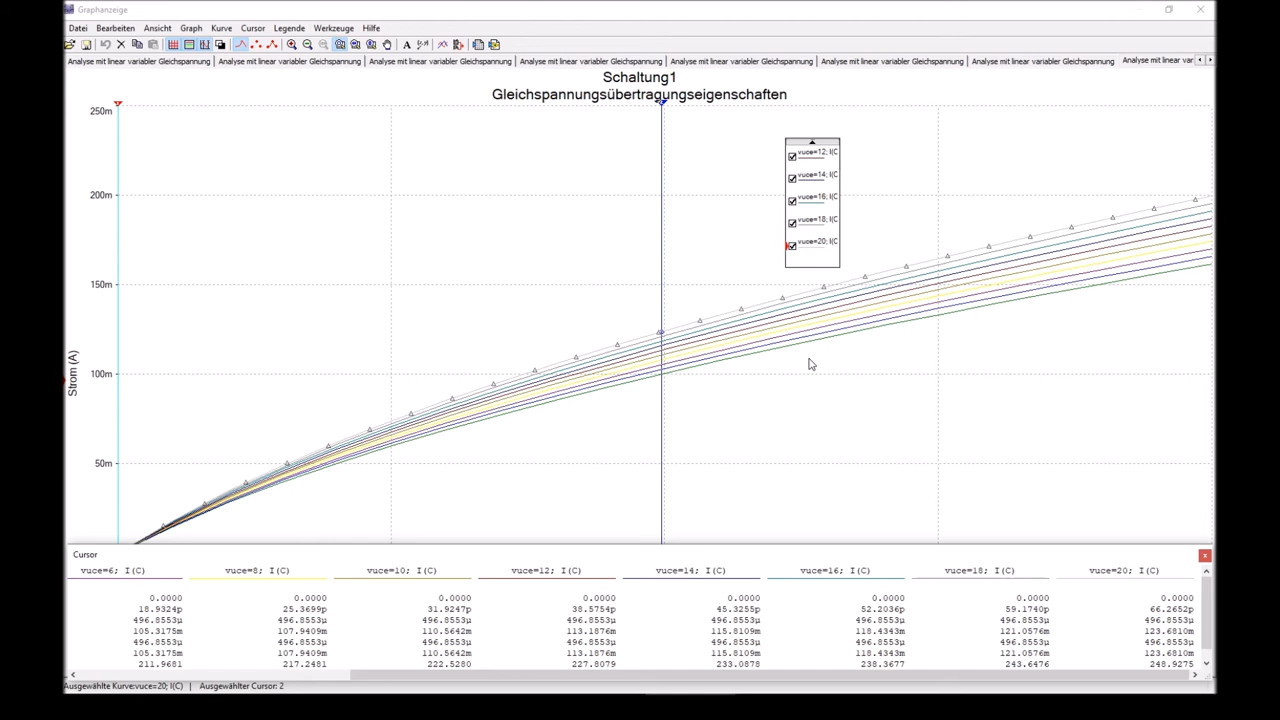 Graphanzeige
Datei Bearbeiten Ansicht Graph Kurve Cursor Legende Werkzeuge Hilfe
Analyse mit linear variabler Gleichspannung Analyse mit linear variabler Gleichspannung Analyse mit linear variabler Gleichspannung Analyse mit linear variabler Gleichspannung Analyse mit linear variabler Gleichspannung Analyse mit linear variabler Gleichspannung Analyse mit linear variabler Gleichspannung Analyse mit linear var
Schaltung1
Gleichspannungsübertragungseigenschaften
250m
200m
150m
100m
50m
Strom (A)
vuce=12; I(C
vuce=14; I(C
vuce=16; I(C
vuce=18; I(C
vuce=20; I(C
Cursor
vuce=6; I(C) vuce=8; I(C) vuce=10; I(C) vuce=12; I(C) vuce=14; I(C) vuce=16; I(C) vuce=18; I(C) vuce=20; I(C)
0.0000 0.0000 0.0000 0.0000 0.0000 0.0000 0.0000 0.0000
18.9324p 25.3699p 31.9247p 38.5754p 45.3255p 52.2036p 59.1740p 66.2652p
496.8553µ 496.8553µ 496.8553µ 496.8553µ 496.8553µ 496.8553µ 496.8553µ 496.8553µ
105.3175m 107.9409m 110.5642m 113.1876m 115.8109m 118.4343m 121.0576m 123.6810m
496.8553µ 496.8553µ 496.8553µ 496.8553µ 496.8553µ 496.8553µ 496.8553µ 496.8553µ
105.3175m 107.9409m 110.5642m 113.1876m 115.8109m 118.4343m 121.0576m 123.6810m
211.9681 217.2481 222.5280 227.8079 233.0878 238.3677 243.6476 248.9275
Ausgewählte Kurve:vuce=20; I(C) Ausgewählter Cursor: 2